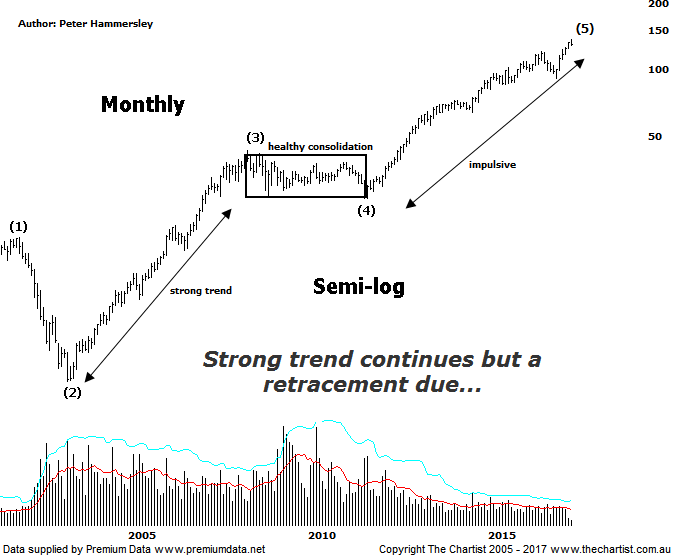 200
Author: Peter Hammersley
(5)
150
Monthly
100
(3)
50
healthy consolidation
impulsive
(4)
(1)
strong trend
Semi-log
Strong trend continues but a
retracement due...
(2)
2005
2010
2015
Data supplied by Premium Data www.premiumdata.net
Copyright The Chartist 2005 - 2017 www.thechartist.com.au